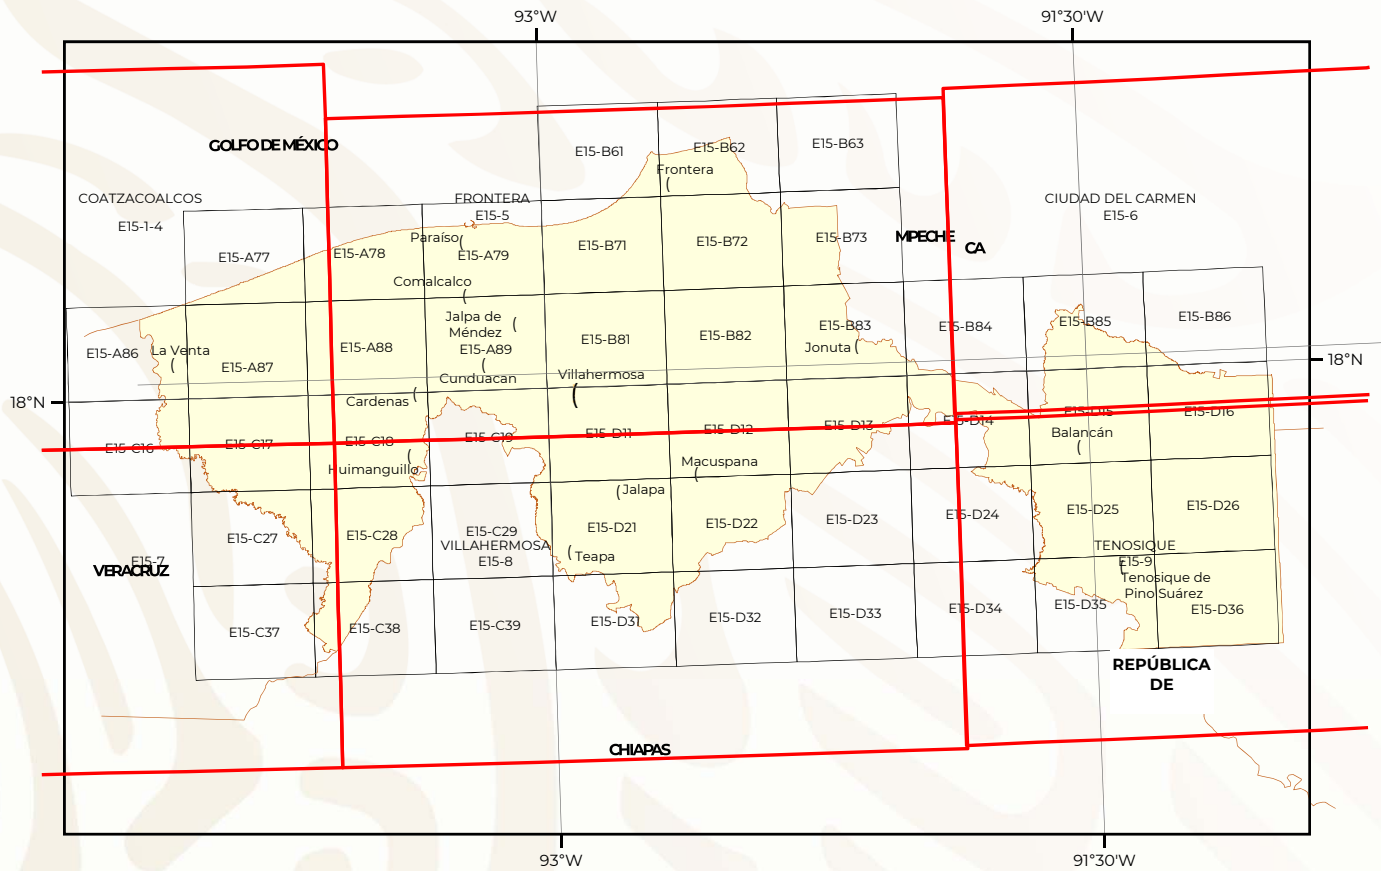 93°W
91°30'W
GOLFO DE MÉXICO
E15-B61
E15-B62
E15-B63
Frontera
COATZACOALCOS
E15-1-4
FRONTERA
E15-5
CIUDAD DEL CARMEN
E15-6
E15-A77
E15-A78
Paraíso
E15-A79
E15-B71
E15-B72
E15-B73
MPECHE
CA
Comalcalco
E15-A86
La Venta
E15-A87
E15-A88
Jalpa de
Méndez
E15-A89
Cunduacan
E15-B81
E15-B82
E15-B83
Jonuta
E15-B84
E15-B85
E15-B86
18°N
Villahermosa
18°N
Cardenas
E15-C16
E15-C17
E15-C18
E15-C19
E15-D11
E15-D12
E15-D13
E15-D14
E15-D15
E15-D16
Balancán
Huimanguillo
Macuspana
Jalapa
E15-C27
E15-C28
E15-C29
VILLAHERMOSA
E15-8
E15-D21
Teapa
E15-D22
E15-D23
E15-D24
E15-D25
E15-D26
E15-7
VERACRUZ
TENOSIQUE
E15-9
Tenosique de
Pino Suárez
E15-C37
E15-C38
E15-C39
E15-D31
E15-D32
E15-D33
E15-D34
E15-D35
E15-D36
REPÚBLICA
DE
CHIAPAS
93°W
91°30'W